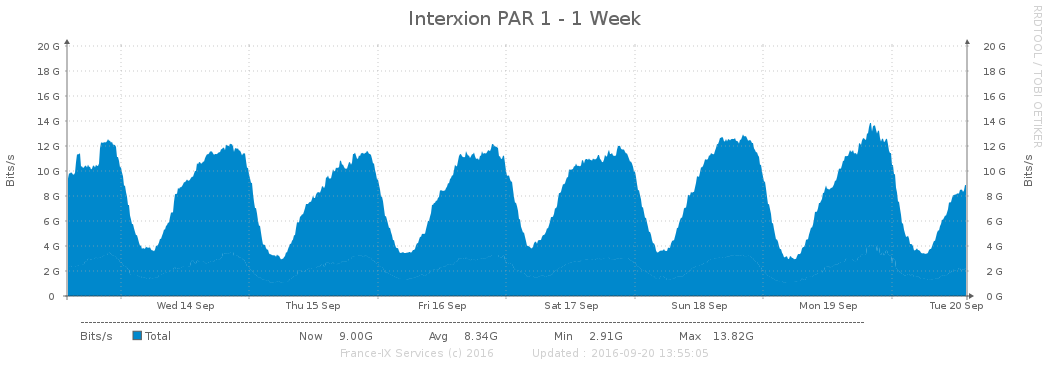 Interxion PAR 1 - 1 Week
RRDTOOL / TOBI OETIKER
Bits/s
20 G 20 G
18 G 18 G
16 G 16 G
14 G 14 G
12 G 12 G
10 G 10 G
8 G 8 G
6 G 6 G
4 G 4 G
2 G 2 G
0 0 G
Bits/s
Wed 14 Sep Thu 15 Sep Fri 16 Sep Sat 17 Sep Sun 18 Sep Mon 19 Sep Tue 20 Sep
Bits/s Total Now 9.00G Avg 8.34G Min 2.91G Max 13.82G
France-IX Services (c) 2016 Updated : 2016-09-20 13:55:05